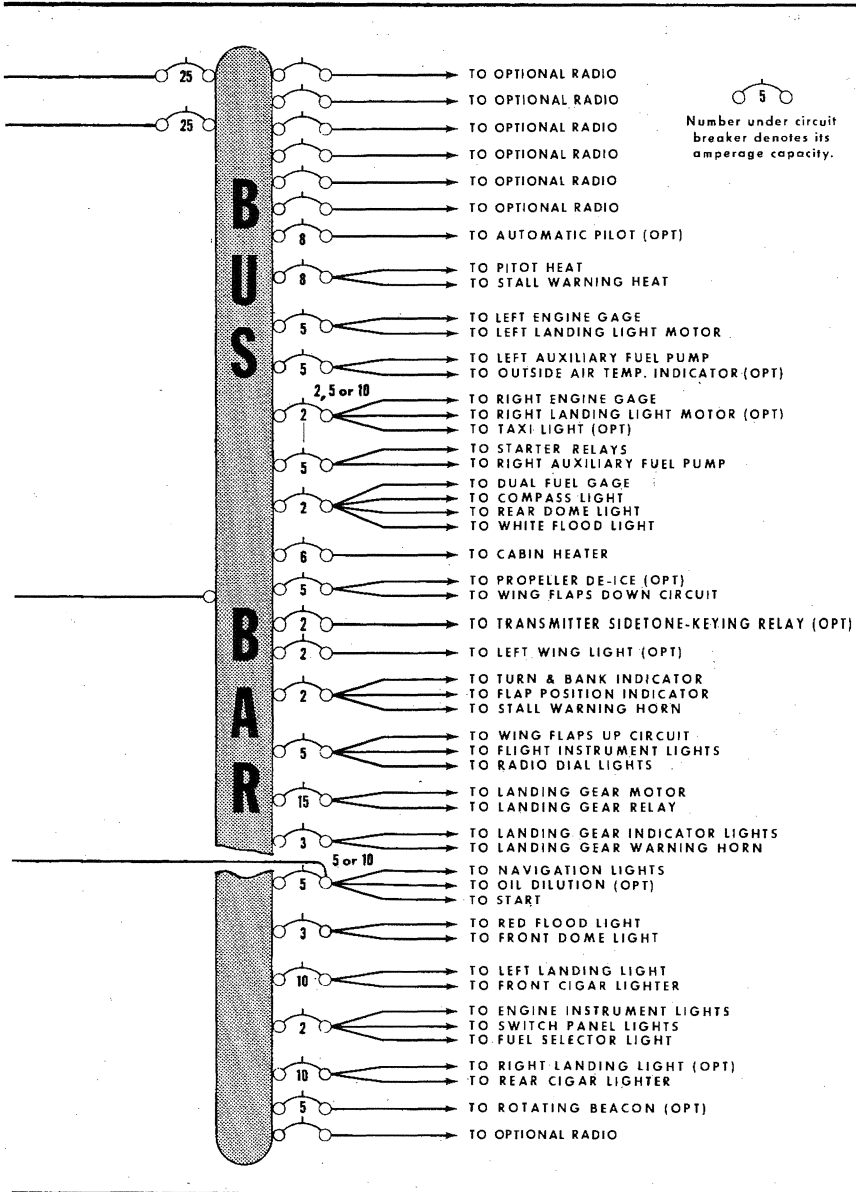 25
TO OPTIONAL RADIO
TO OPTIONAL RADIO
25
TO OPTIONAL RADIO
TO OPTIONAL RADIO
TO OPTIONAL RADIO
TO OPTIONAL RADIO
5
Number under circuit
breaker denotes its
amperage capacity.
BUS BAR
8
TO AUTOMATIC PILOT (OPT)
8
TO PITOT HEAT
TO STALL WARNING HEAT
5
TO LEFT ENGINE GAGE
TO LEFT LANDING LIGHT MOTOR
5
TO LEFT AUXILIARY FUEL PUMP
TO OUTSIDE AIR TEMP. INDICATOR (OPT)
2, 5 or 10
2
TO RIGHT ENGINE GAGE
TO RIGHT LANDING LIGHT MOTOR (OPT)
TO TAXI LIGHT (OPT)
5
TO STARTER RELAYS
TO RIGHT AUXILIARY FUEL PUMP
2
TO DUAL FUEL GAGE
TO COMPASS LIGHT
TO REAR DOME LIGHT
TO WHITE FLOOD LIGHT
6
TO CABIN HEATER
5
TO PROPELLER DE-ICE (OPT)
TO WING FLAPS DOWN CIRCUIT
2
TO TRANSMITTER SIDETONE-KEYING RELAY (OPT)
2
TO LEFT WING LIGHT (OPT)
2
TO TURN & BANK INDICATOR
TO FLAP POSITION INDICATOR
TO STALL WARNING HORN
5
TO WING FLAPS UP CIRCUIT
TO FLIGHT INSTRUMENT LIGHTS
TO RADIO DIAL LIGHTS
15
TO LANDING GEAR MOTOR
TO LANDING GEAR RELAY
3
TO LANDING GEAR INDICATOR LIGHTS
TO LANDING GEAR WARNING HORN
5 or 10
5
TO NAVIGATION LIGHTS
TO OIL DILUTION (OPT)
TO START
3
TO RED FLOOD LIGHT
TO FRONT DOME LIGHT
10
TO LEFT LANDING LIGHT
TO FRONT CIGAR LIGHTER
2
TO ENGINE INSTRUMENT LIGHTS
TO SWITCH PANEL LIGHTS
TO FUEL SELECTOR LIGHT
10
TO RIGHT LANDING LIGHT (OPT)
TO REAR CIGAR LIGHTER
5
TO ROTATING BEACON (OPT)
TO OPTIONAL RADIO